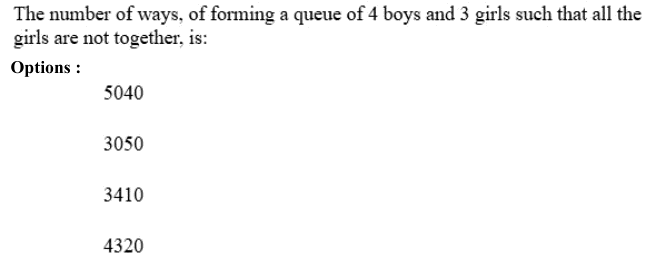 The number of ways, of forming a queue of 4 boys and 3 girls such that all the
girls are not together, is:
Options :
5040
3050
3410
4320